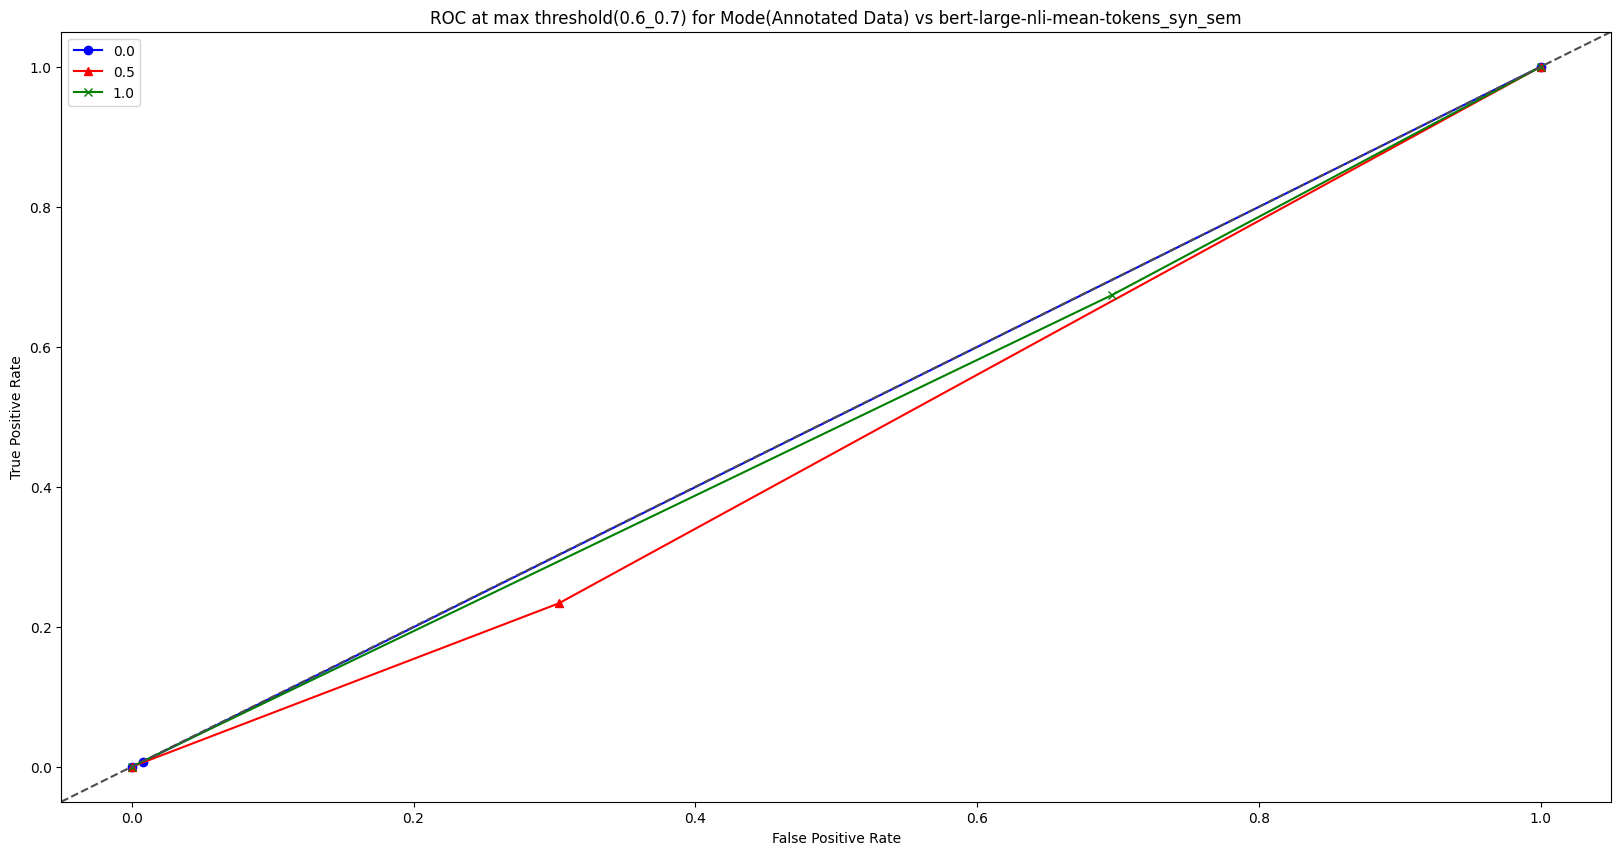 ROC at max threshold(0.6_0.7) for Mode(Annotated Data) vs bert-large-nli-mean-tokens_syn_sem
0.0
0.5
1.0
1.0
0.8
0.6
0.4
0.2
0.0
True Positive Rate
0.0 0.2 0.4 0.6 0.8 1.0
False Positive Rate